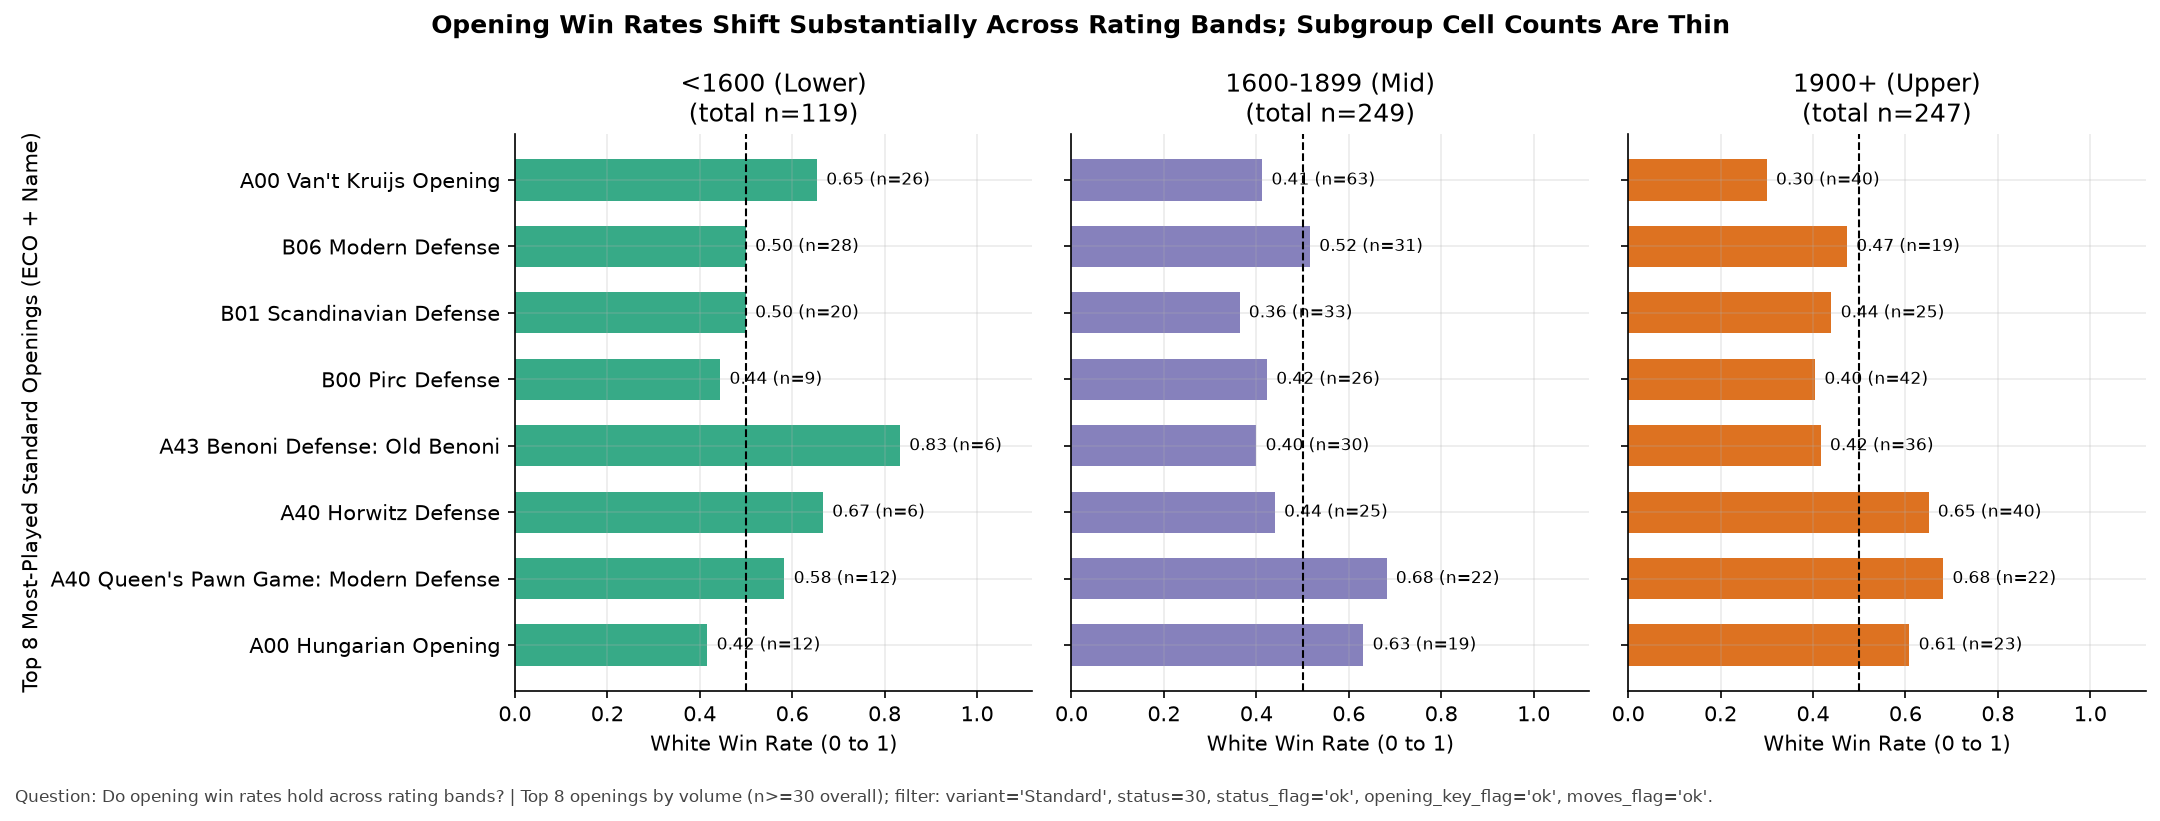 Opening Win Rates Shift Substantially Across Rating Bands; Subgroup Cell Counts Are Thin
<1600 (Lower)
(total n=119)
1600-1899 (Mid)
(total n=249)
1900+ (Upper)
(total n=247)
Top 8 Most-Played Standard Openings (ECO + Name)
A00 Van't Kruijs Opening 0.65 (n=26) 0.41 (n=63) 0.30 (n=40)
B06 Modern Defense 0.50 (n=28) 0.52 (n=31) 0.47 (n=19)
B01 Scandinavian Defense 0.50 (n=20) 0.36 (n=33) 0.44 (n=25)
B00 Pirc Defense 0.44 (n=9) 0.42 (n=26) 0.40 (n=42)
A43 Benoni Defense: Old Benoni 0.83 (n=6) 0.40 (n=30) 0.42 (n=36)
A40 Horwitz Defense 0.67 (n=6) 0.44 (n=25) 0.65 (n=40)
A40 Queen's Pawn Game: Modern Defense 0.58 (n=12) 0.68 (n=22) 0.68 (n=22)
A00 Hungarian Opening 0.42 (n=12) 0.63 (n=19) 0.61 (n=23)
0.0 0.2 0.4 0.6 0.8 1.0 0.0 0.2 0.4 0.6 0.8 1.0 0.0 0.2 0.4 0.6 0.8 1.0
White Win Rate (0 to 1) White Win Rate (0 to 1) White Win Rate (0 to 1)
Question: Do opening win rates hold across rating bands? | Top 8 openings by volume (n>=30 overall); filter: variant='Standard', status=30, status_flag='ok', opening_key_flag='ok', moves_flag='ok'.